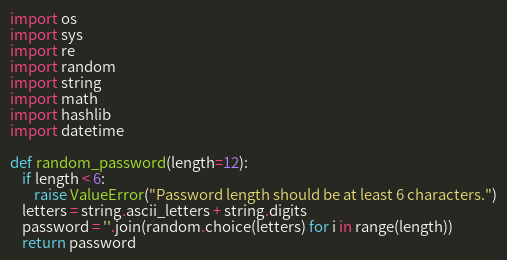 import os
import sys
import re
import random
import string
import math
import hashlib
import datetime

def random_password(length=12):
    if length < 6:
        raise ValueError("Password length should be at least 6 characters.")
    letters = string.ascii_letters + string.digits
    password = ''.join(random.choice(letters) for i in range(length))
    return password